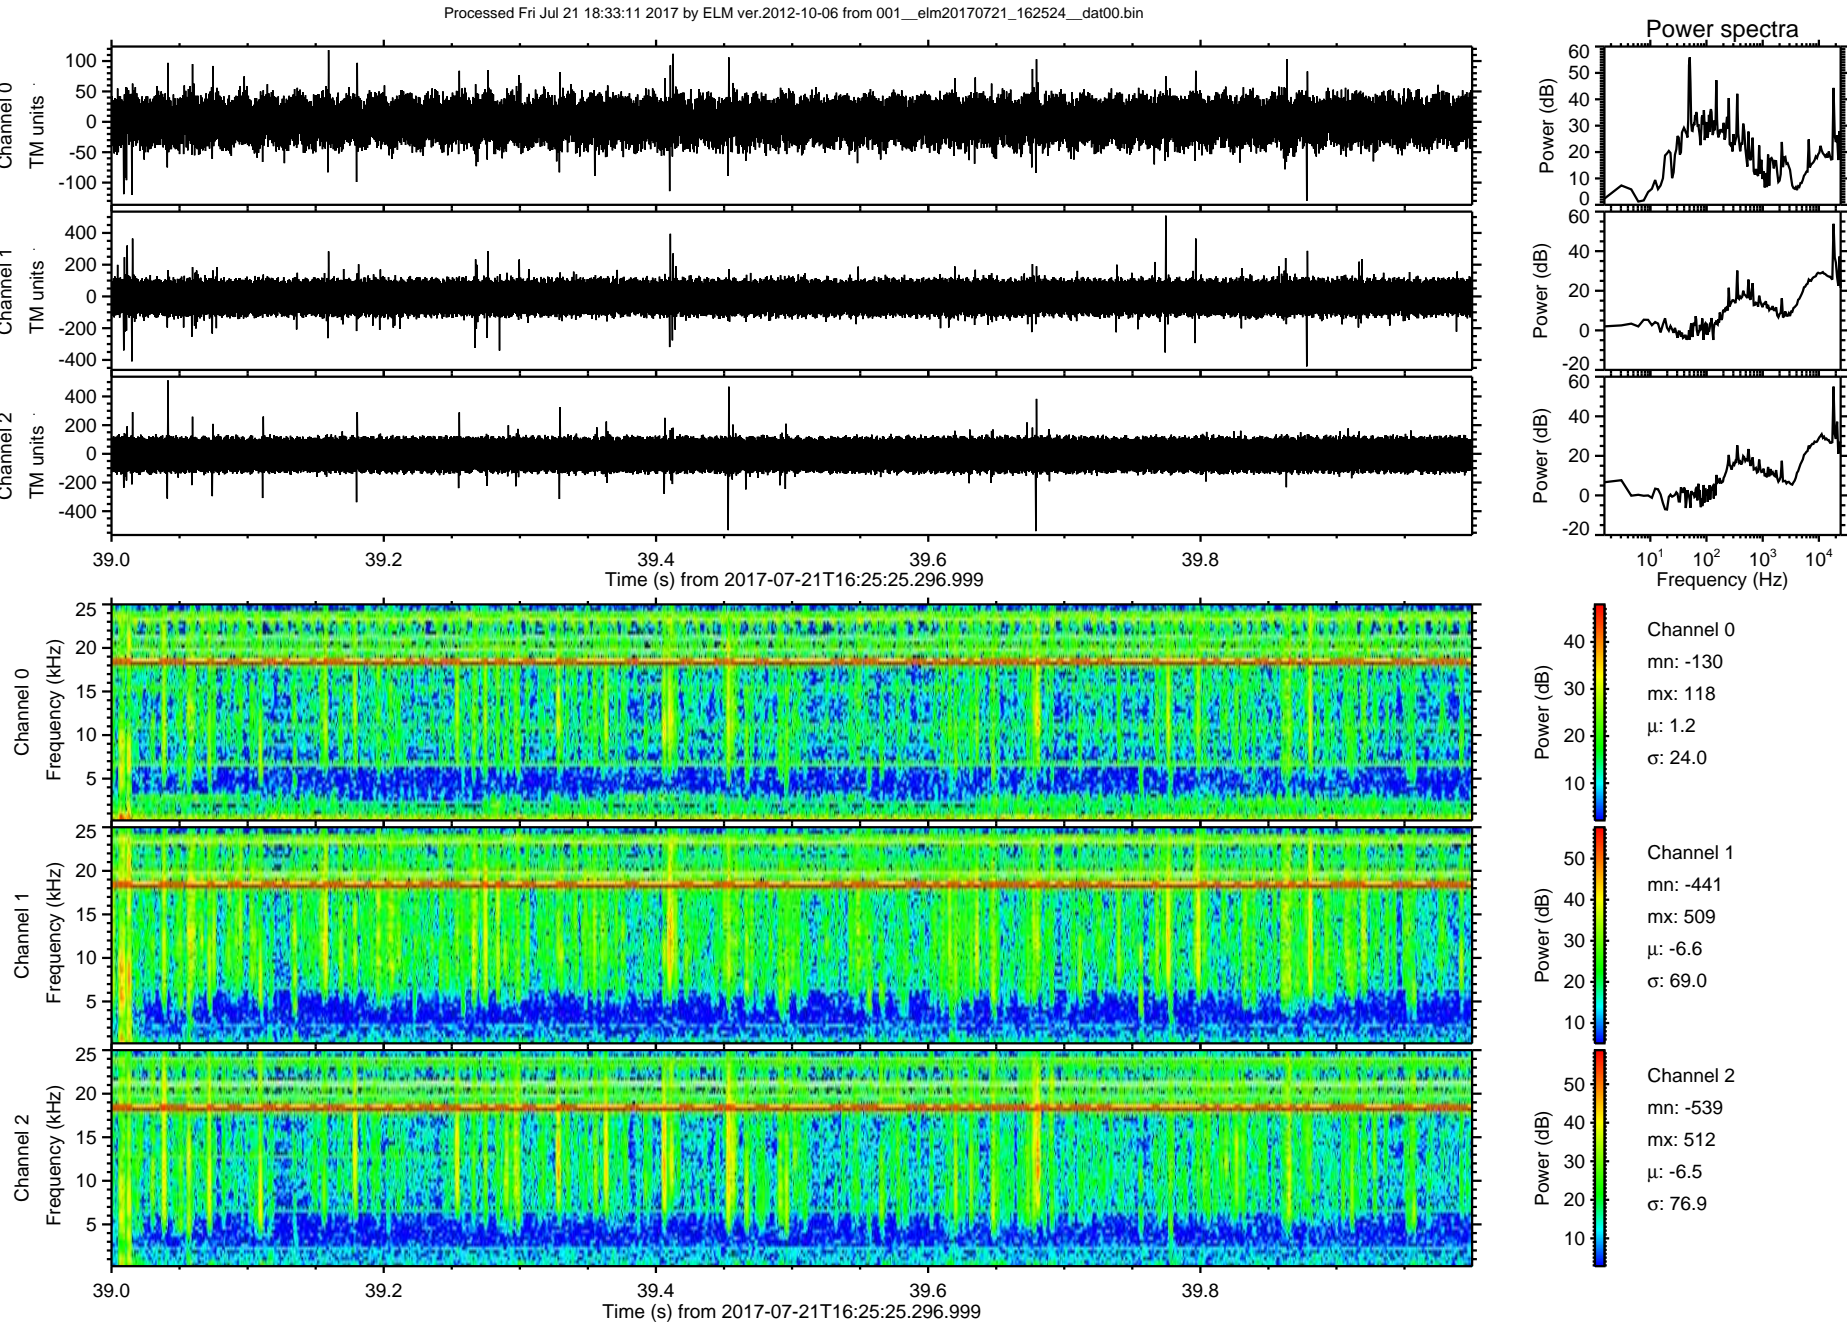 Processed Fri Jul 21 18:33:11 2017 by ELM ver.2012-10-06 from 001__elm20170721_162524__dat00.bin
Power spectra
Channel 0
TM units
100
50
0
-50
-100
Power (dB)
60
50
40
30
20
10
0
Channel 1
TM units
400
200
0
-200
-400
Power (dB)
60
40
20
0
-20
Channel 2
TM units
400
200
0
-200
-400
Power (dB)
60
40
20
0
-20
39.0 39.2 39.4 39.6 39.8
Time (s) from 2017-07-21T16:25:25.296.999
10¹ 10² 10³ 10⁴
Frequency (Hz)
Channel 0
Frequency (kHz)
25
20
15
10
5
Power (dB)
40
30
20
10
Channel 0
mn: -130
mx: 118
μ: 1.2
σ: 24.0
Channel 1
Frequency (kHz)
25
20
15
10
5
Power (dB)
50
40
30
20
10
Channel 1
mn: -441
mx: 509
μ: -6.6
σ: 69.0
Channel 2
Frequency (kHz)
25
20
15
10
5
Power (dB)
50
40
30
20
10
Channel 2
mn: -539
mx: 512
μ: -6.5
σ: 76.9
39.0 39.2 39.4 39.6 39.8
Time (s) from 2017-07-21T16:25:25.296.999